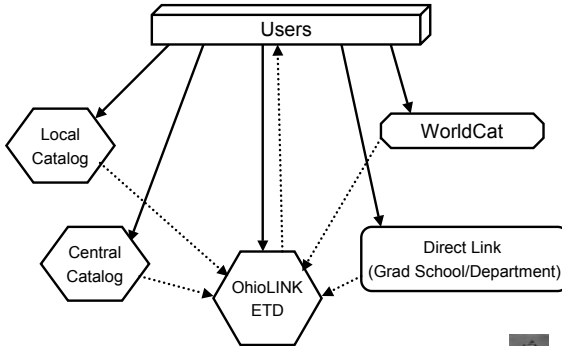 Users
Local
Catalog
WorldCat
Central
Catalog
OhioLINK
ETD
Direct Link
(Grad School/Department)